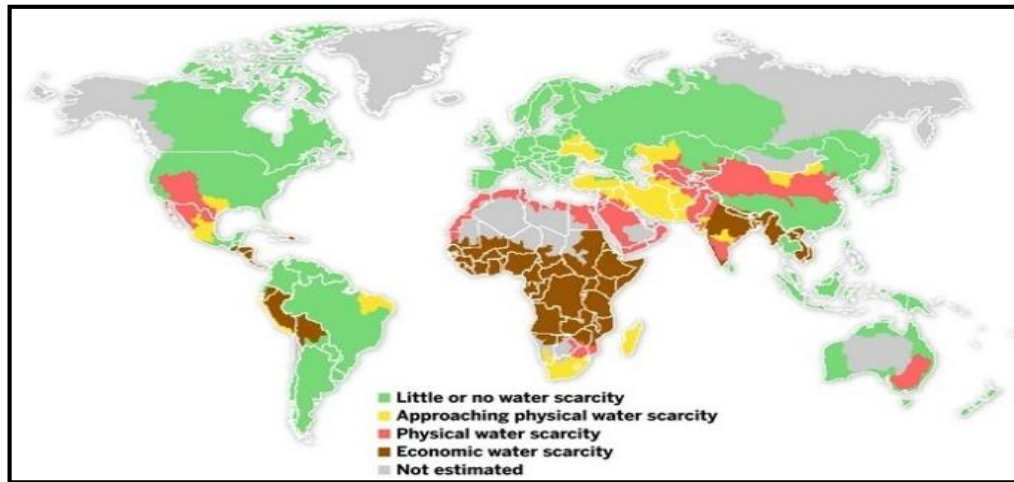 Little or no water scarcity
Approaching physical water scarcity
Physical water scarcity
Economic water scarcity
Not estimated